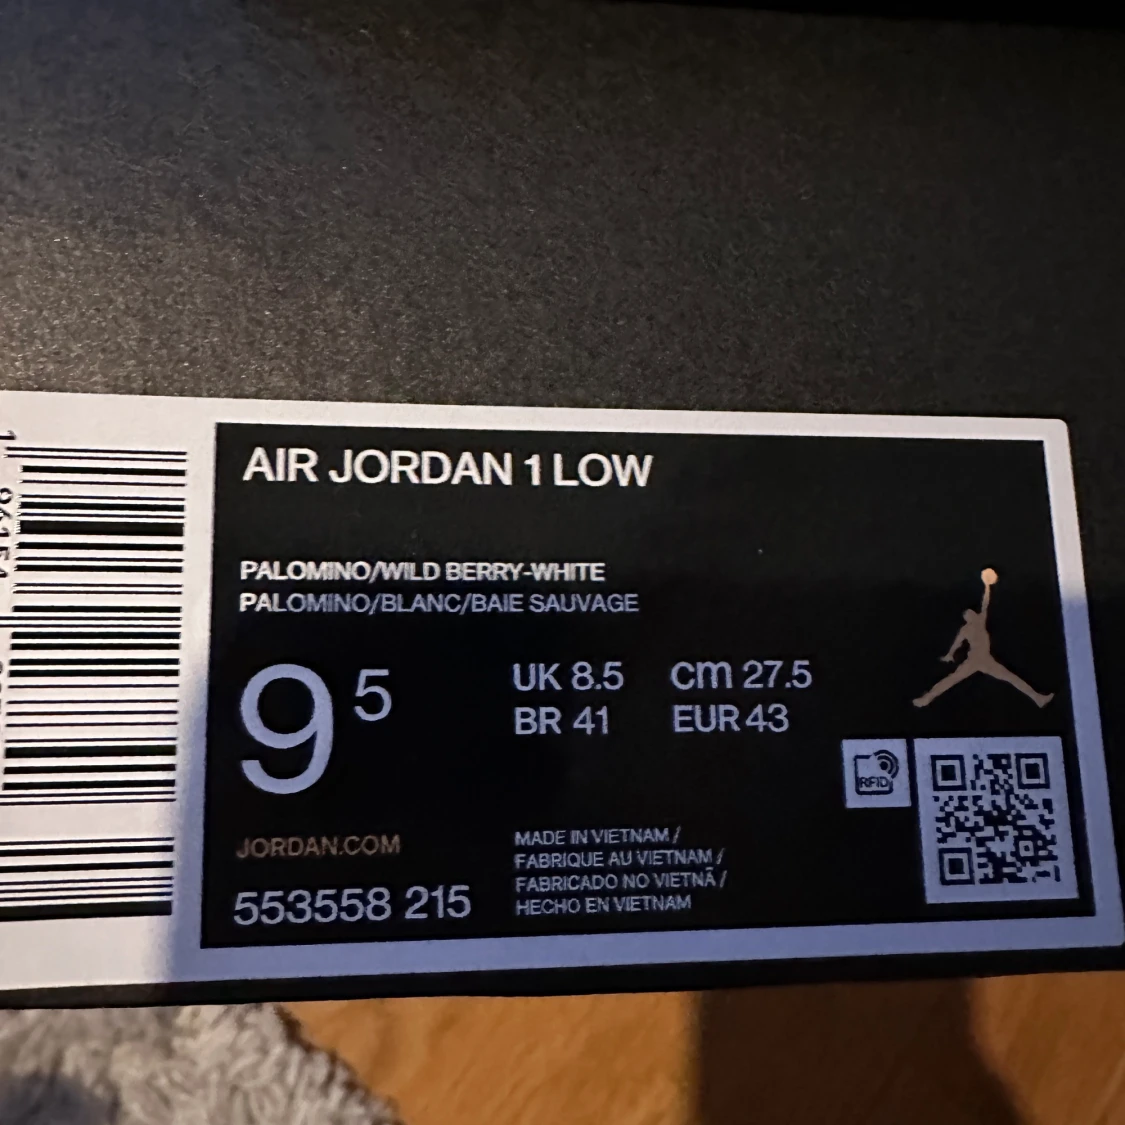 AIR JORDAN 1 LOW
PALOMINO/WILD BERRY-WHITE
PALOMINO/BLANC/BAIE SAUVAGE
9 5
UK 8.5 cm 27.5
BR 41 EUR 43
RFID
JORDAN.COM
553558 215
MADE IN VIETNAM /
FABRIQUE AU VIETNAM /
FABRICADO NO VIETNÃ /
HECHO EN VIETNAM